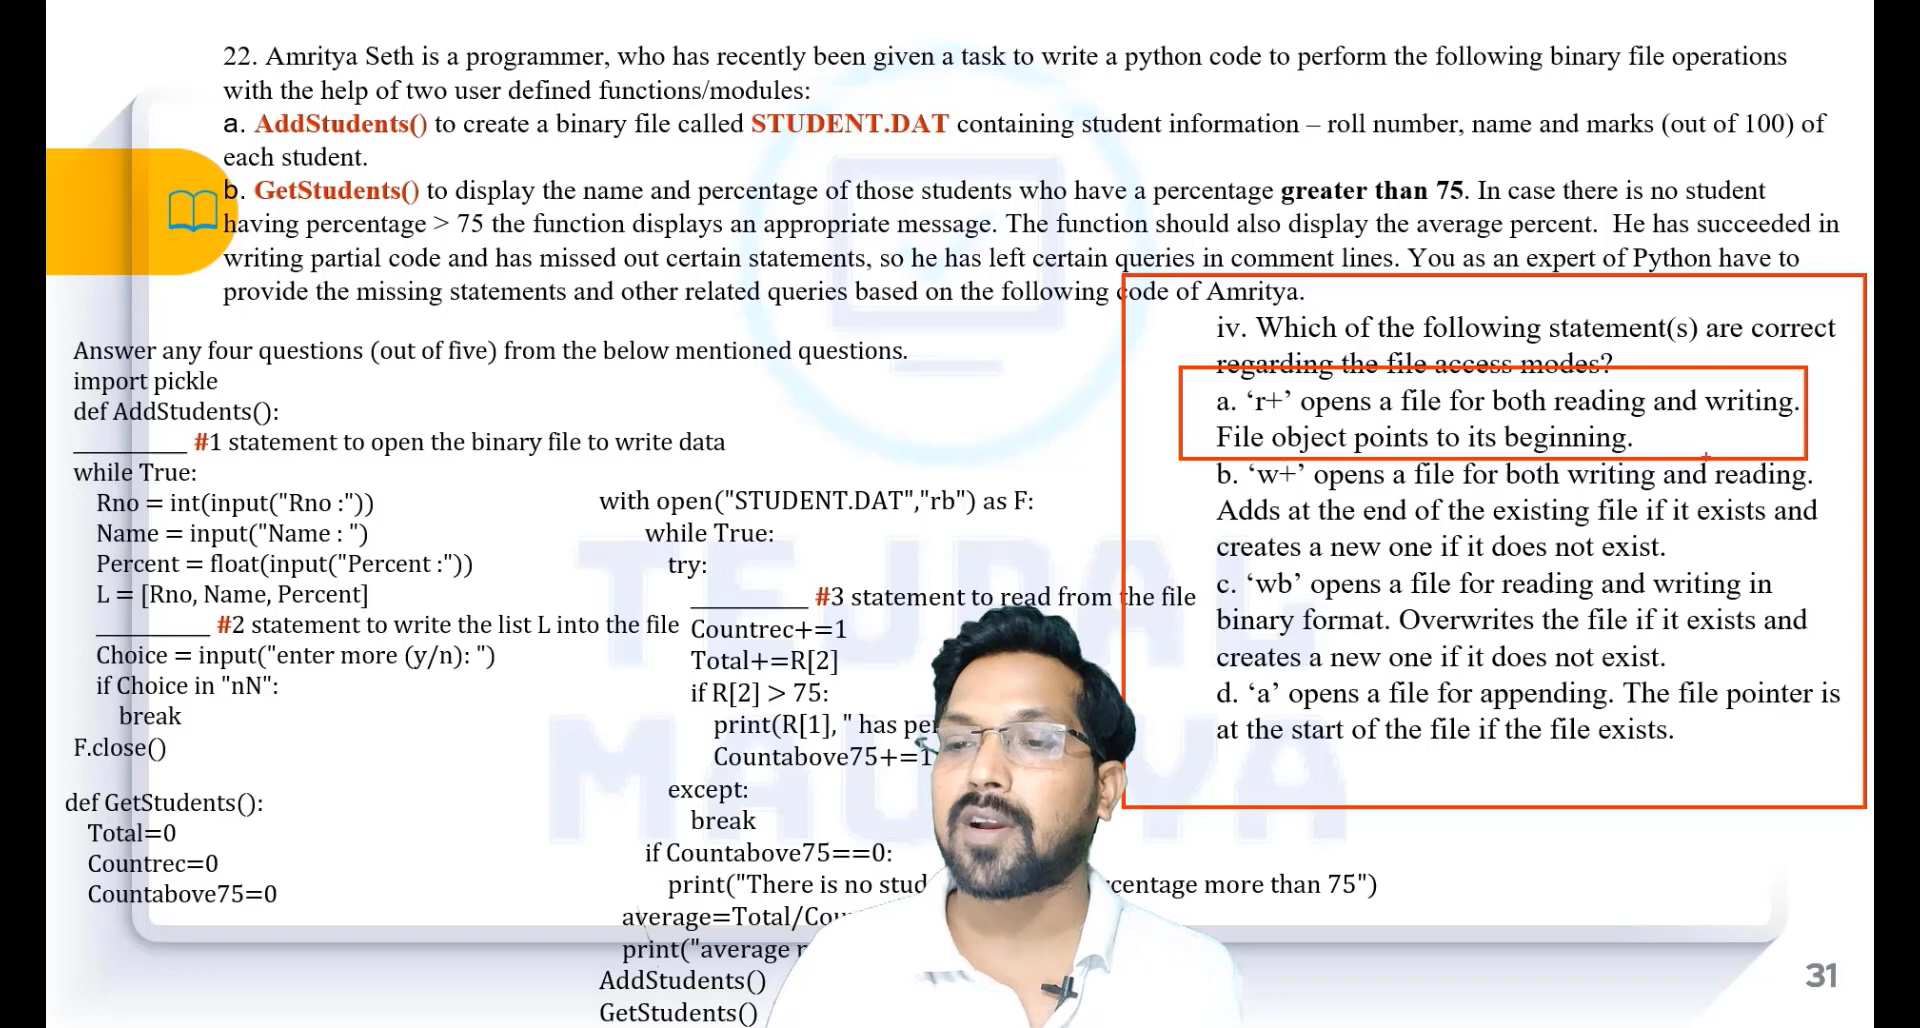 22. Amritya Seth is a programmer, who has recently been given a task to write a python code to perform the following binary file operations
with the help of two user defined functions/modules:
a. AddStudents() to create a binary file called STUDENT.DAT containing student information – roll number, name and marks (out of 100) of
each student.
b. GetStudents() to display the name and percentage of those students who have a percentage greater than 75. In case there is no student
having percentage > 75 the function displays an appropriate message. The function should also display the average percent.  He has succeeded in
writing partial code and has missed out certain statements, so he has left certain queries in comment lines. You as an expert of Python have to
provide the missing statements and other related queries based on the following code of Amritya.
Answer any four questions (out of five) from the below mentioned questions.
import pickle
def AddStudents():
__________ #1 statement to open the binary file to write data
while True:
Rno = int(input("Rno :"))
Name = input("Name : ")
Percent = float(input("Percent :"))
L = [Rno, Name, Percent]
__________ #2 statement to write the list L into the file
Choice = input("enter more (y/n): ")
if Choice in "nN":
break
F.close()
def GetStudents():
Total=0
Countrec=0
Countabove75=0
with open("STUDENT.DAT","rb") as F:
while True:
try:
__________ #3 statement to read from the file
Countrec+=1
Total+=R[2]
if R[2] > 75:
print(R[1], " has
Countabove75+=1
except:
break
if Countabove75==0:
print("There is no centage more than 75")
average=Total/
print("average
AddStudents()
GetStudents()
iv. Which of the following statement(s) are correct
regarding the file access modes?
a. ‘r+’ opens a file for both reading and writing.
File object points to its beginning.
b. ‘w+’ opens a file for both writing and reading.
Adds at the end of the existing file if it exists and
creates a new one if it does not exist.
c. ‘wb’ opens a file for reading and writing in
binary format. Overwrites the file if it exists and
creates a new one if it does not exist.
d. ‘a’ opens a file for appending. The file pointer is
at the start of the file if the file exists.
TEJPAL
MAURYA
31